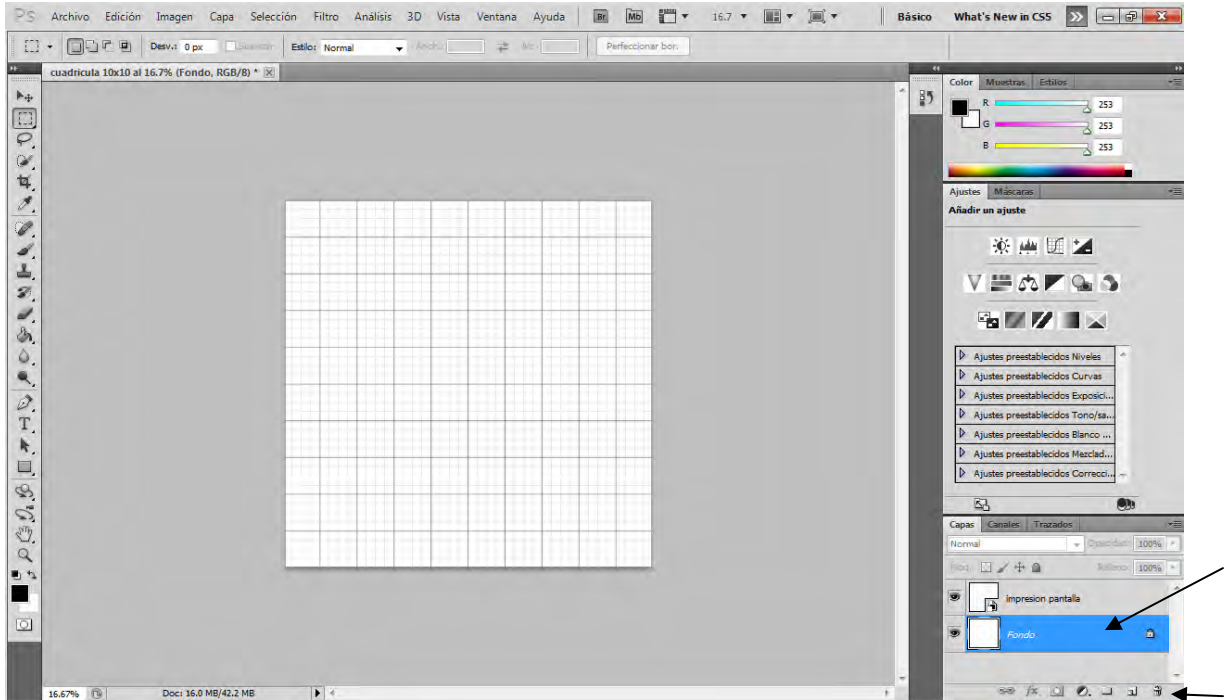 Ps Archivo Edición Imagen Capa Selección Filtro Análisis 3D Vista Ventana Ayuda Br Mb 16.7 Básico What's New in CS5
Desv.: 0 px Estilo: Normal Perfeccionar bor.
cuadricula 10x10 al 16.7% (Fondo, RGB/8) *
Color Muestras Estilos
R 253
G 253
B 253
Ajustes Máscaras
Añadir un ajuste
Ajustes preestablecidos Niveles
Ajustes preestablecidos Curvas
Ajustes preestablecidos Exposici...
Ajustes preestablecidos Tono/sa...
Ajustes preestablecidos Blanco ...
Ajustes preestablecidos Mezclad...
Ajustes preestablecidos Correcci...
Capas Canales Trazados
Normal Opacidad: 100%
Relleno: 100%
impresion pantalla
Fondo
fx
16.67% Doc: 16.0 MB/42.2 MB